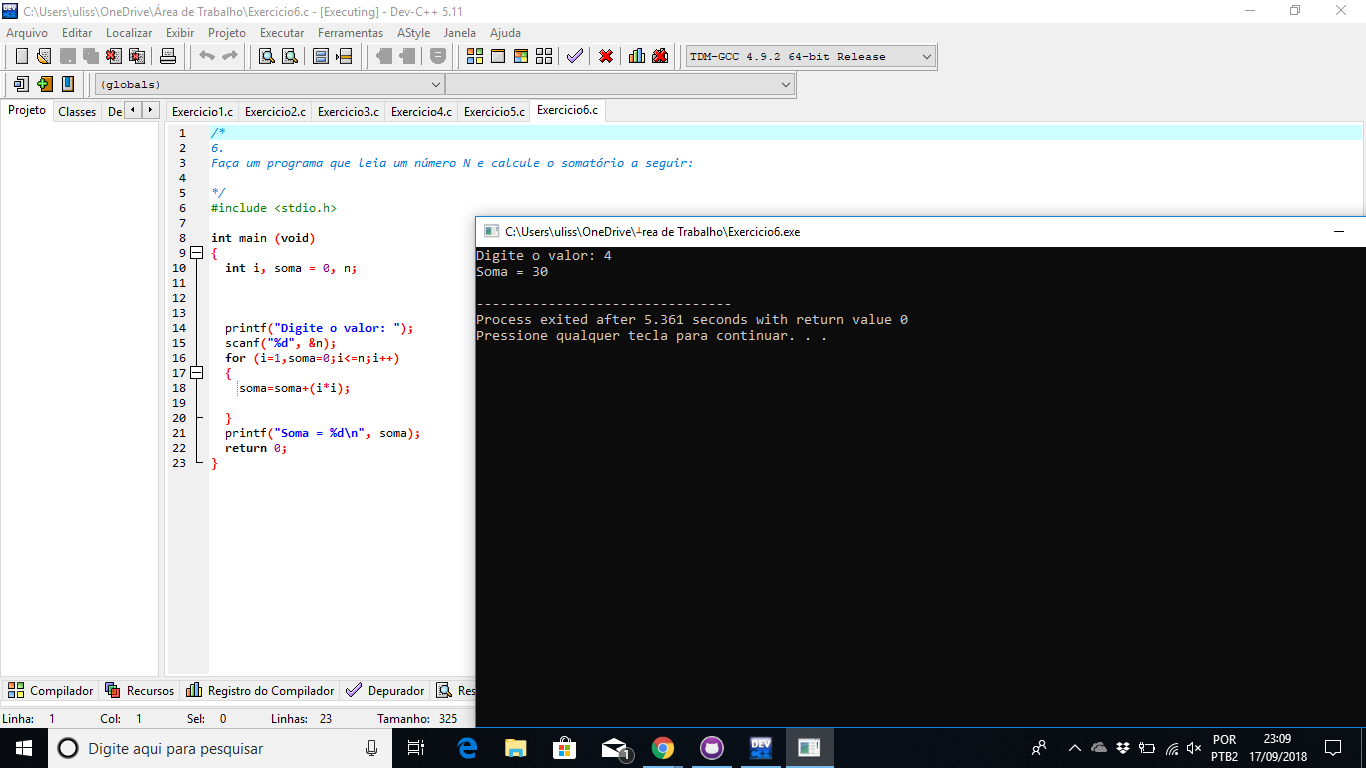 C:\Users\uliss\OneDrive\Área de Trabalho\Exercicio6.c - [Executing] - Dev-C++ 5.11
Arquivo Editar Localizar Exibir Projeto Executar Ferramentas AStyle Janela Ajuda
TDM-GCC 4.9.2 64-bit Release
(globals)
Projeto Classes De Exercicio1.c Exercicio2.c Exercicio3.c Exercicio4.c Exercicio5.c Exercicio6.c
1 /*
2 6.
3 Faça um programa que leia um número N e calcule o somatório a seguir:
4
5 */
6 #include <stdio.h>
7
8 int main (void)
9 {
10 int i, soma = 0, n;
11
12
13
14 printf("Digite o valor: ");
15 scanf("%d", &n);
16 for (i=1,soma=0;i<=n;i++)
17 {
18 soma=soma+(i*i);
19
20 }
21 printf("Soma = %d\n", soma);
22 return 0;
23 }
C:\Users\uliss\OneDrive\┴rea de Trabalho\Exercicio6.exe
Digite o valor: 4
Soma = 30
--------------------------------
Process exited after 5.361 seconds with return value 0
Pressione qualquer tecla para continuar. . .
Compilador Recursos Registro do Compilador Depurador Res
Linha: 1 Col: 1 Sel: 0 Linhas: 23 Tamanho: 325
Digite aqui para pesquisar
1
DEV
POR
PTB2
23:09
17/09/2018